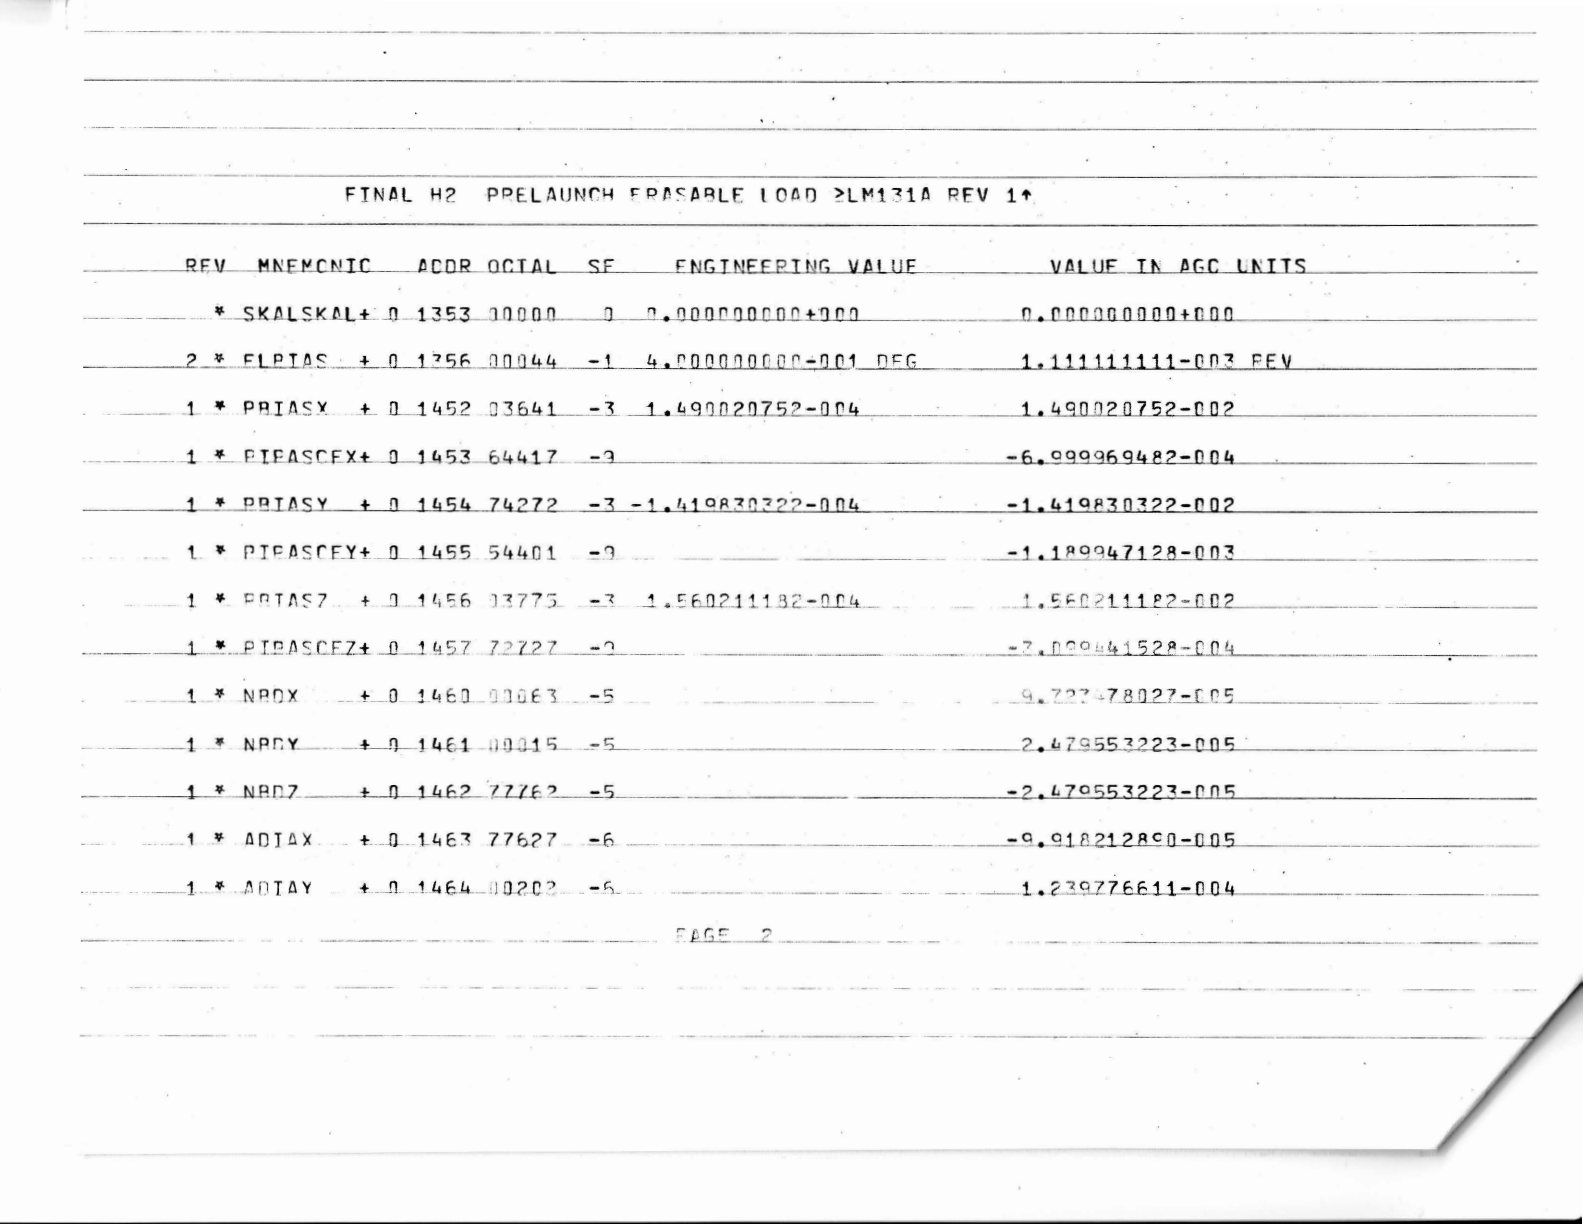 FINAL H2 PRELAUNCH ERASABLE LOAD >LM131A REV 1↑
REV MNEMONIC ADDR OCTAL SF ENGINEERING VALUE VALUE IN AGC UNITS
* SKALSKAL+ 0 1353 00000 0 0.000000000+000 0.000000000+000
2 * ELBIAS + 0 1356 00044 -1 4.000000000-001 DEG 1.111111111-003 REV
1 * PBIASX + 0 1452 03641 -3 1.490020752-004 1.490020752-002
1 * PIPASCFX+ 0 1453 64417 -9 -6.999969482-004
1 * PBIASY + 0 1454 74272 -3 -1.419830322-004 -1.419830322-002
1 * PIPASCFY+ 0 1455 54401 -9 -1.189947128-003
1 * PBIASZ + 0 1456 03775 -3 1.560211182-004 1.560211182-002
1 * PIPASCFZ+ 0 1457 72727 -9 -3.099441528-004
1 * NBDX + 0 1460 00063 -5 9.727478027-005
1 * NBDY + 0 1461 00015 -5 2.479553223-005
1 * NBDZ + 0 1462 77762 -5 -2.479553223-005
1 * ADIAX + 0 1463 77627 -6 -9.918212890-005
1 * ADIAY + 0 1464 00202 -6 1.239776611-004
PAGE 2